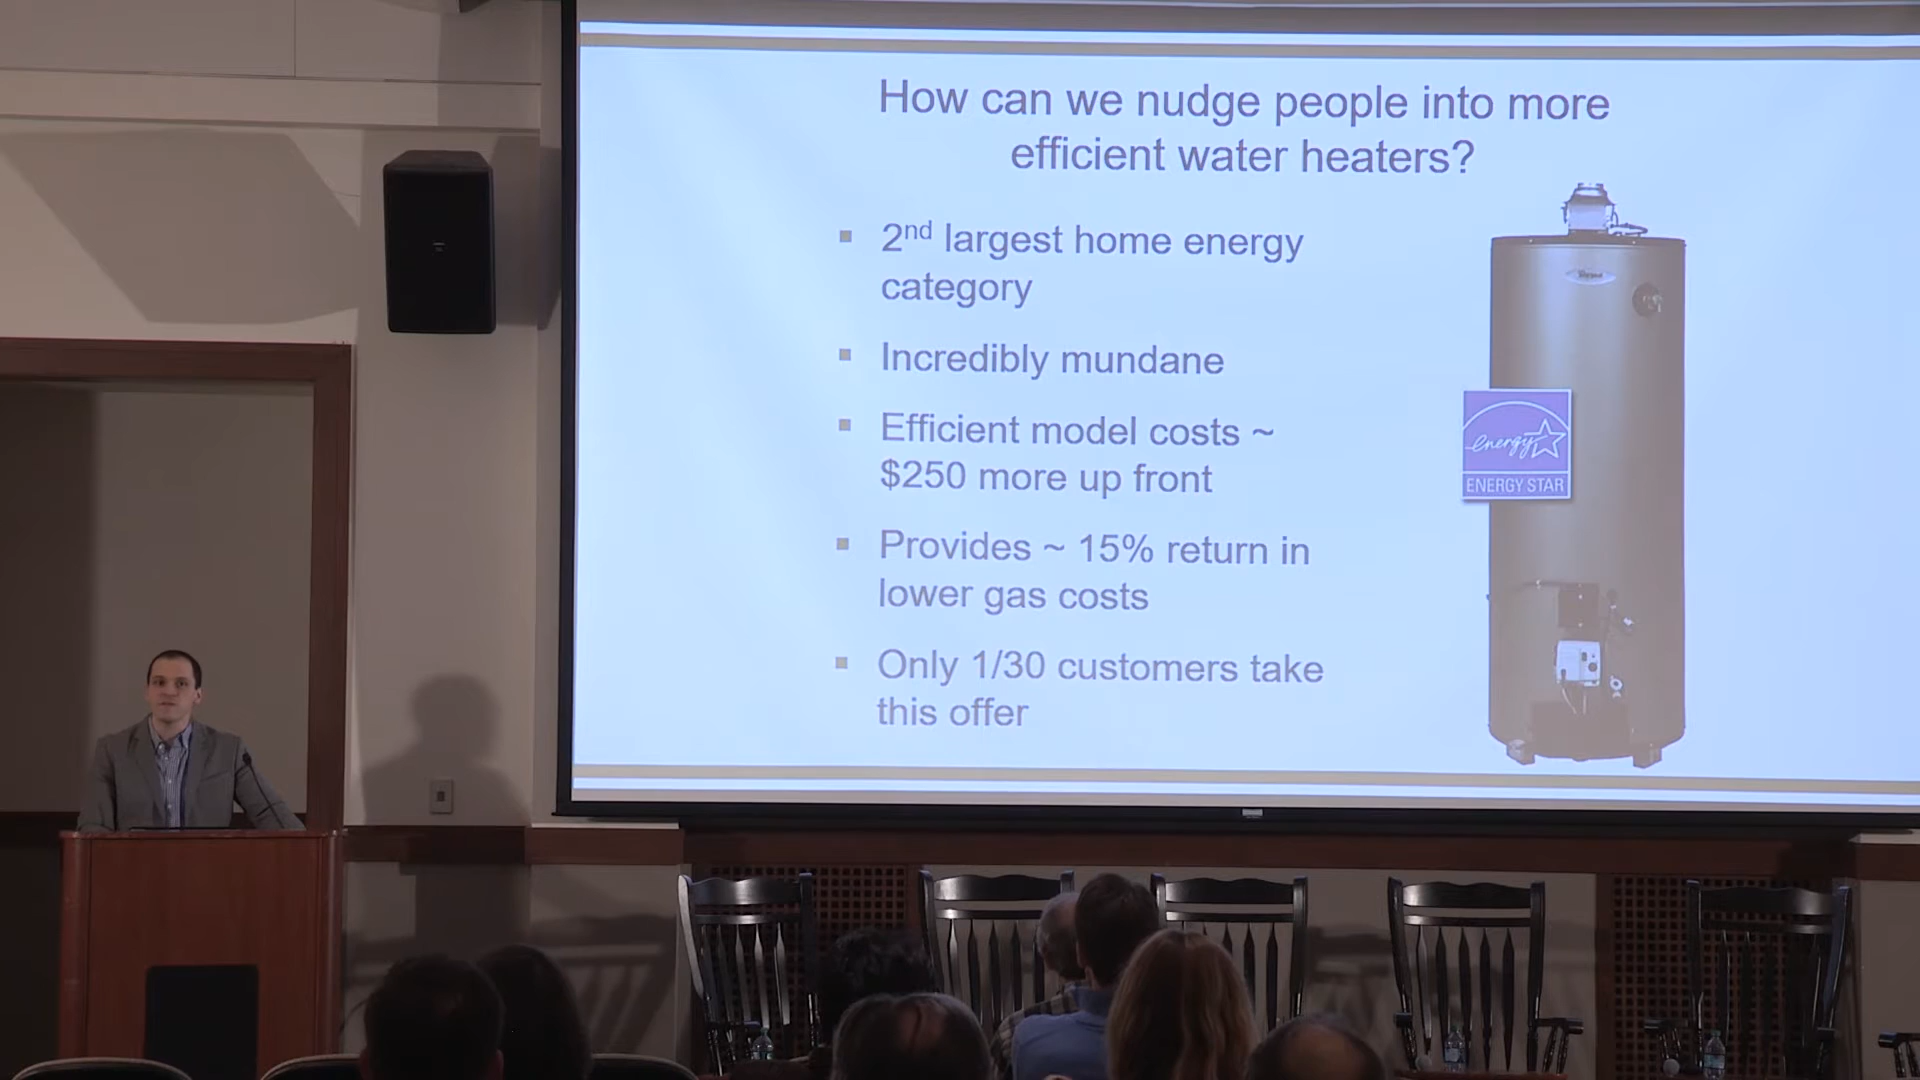 How can we nudge people into more
efficient water heaters?
▪ 2nd largest home energy
category
▪ Incredibly mundane
▪ Efficient model costs ~
$250 more up front
▪ Provides ~ 15% return in
lower gas costs
▪ Only 1/30 customers take
this offer
energy
ENERGY STAR